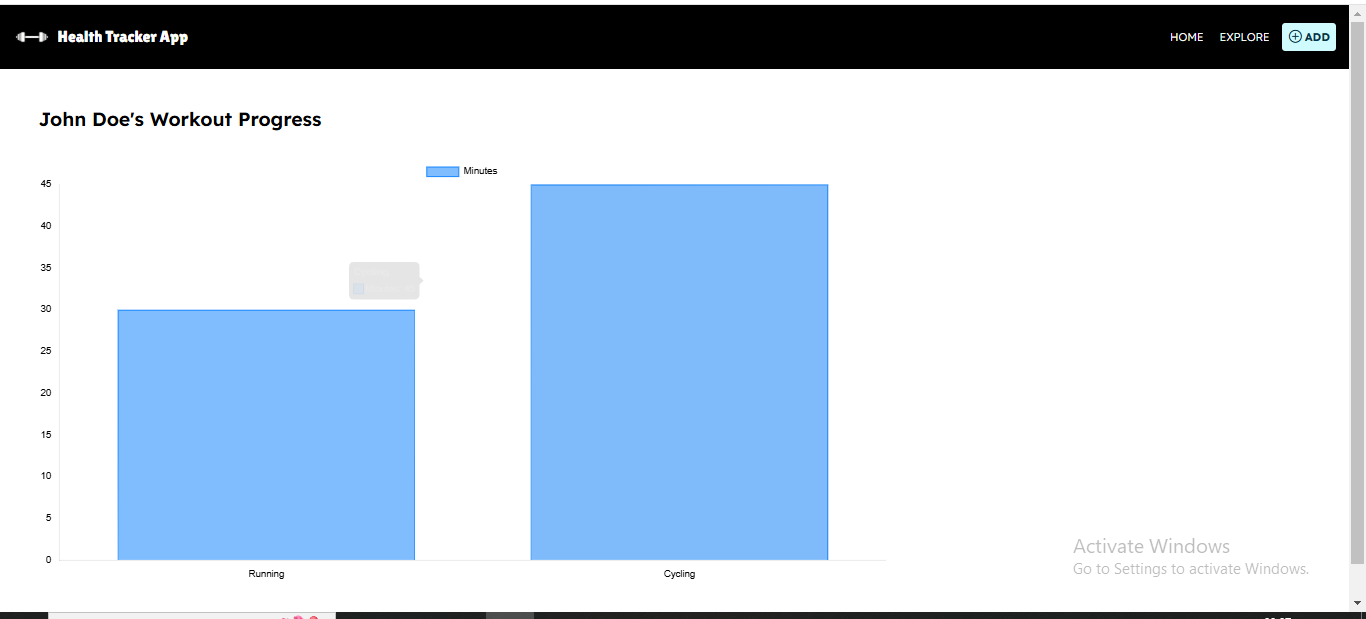 Health Tracker App
HOME EXPLORE ADD
John Doe's Workout Progress
Minutes
45
40
35
30
25
20
15
10
5
0
Running Cycling
Activate Windows
Go to Settings to activate Windows.